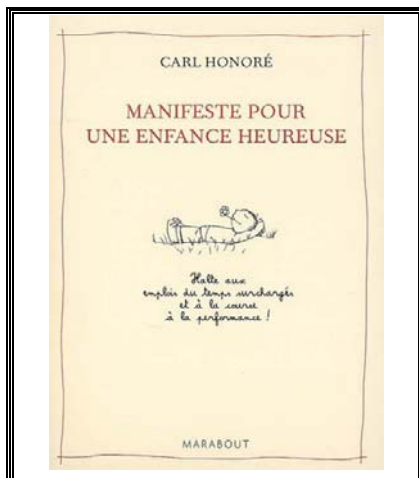 CARL HONORÉ
MANIFESTE POUR
UNE ENFANCE HEUREUSE
Halte aux
emplois du temps surchargés
et à la course
à la performance !
MARABOUT